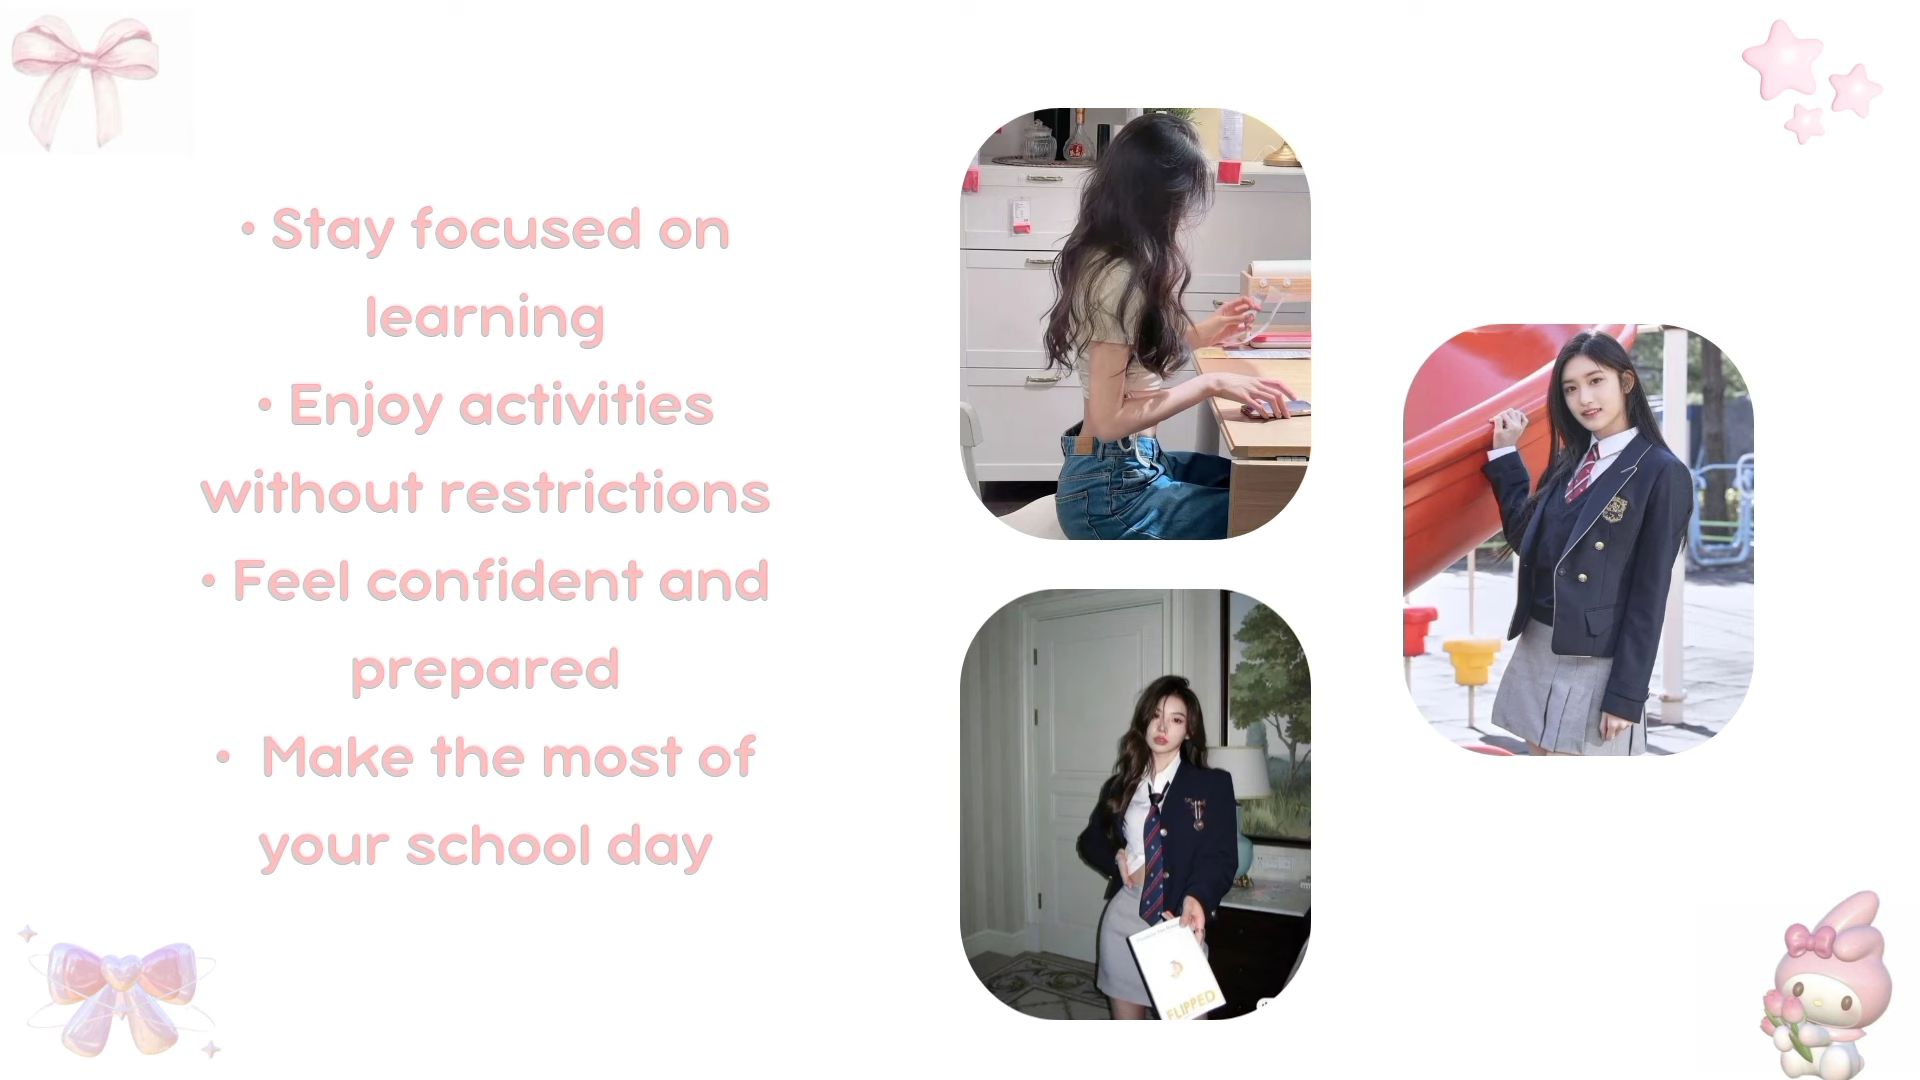 • Stay focused on
learning
• Enjoy activities
without restrictions
• Feel confident and
prepared
• Make the most of
your school day
FLIPPED